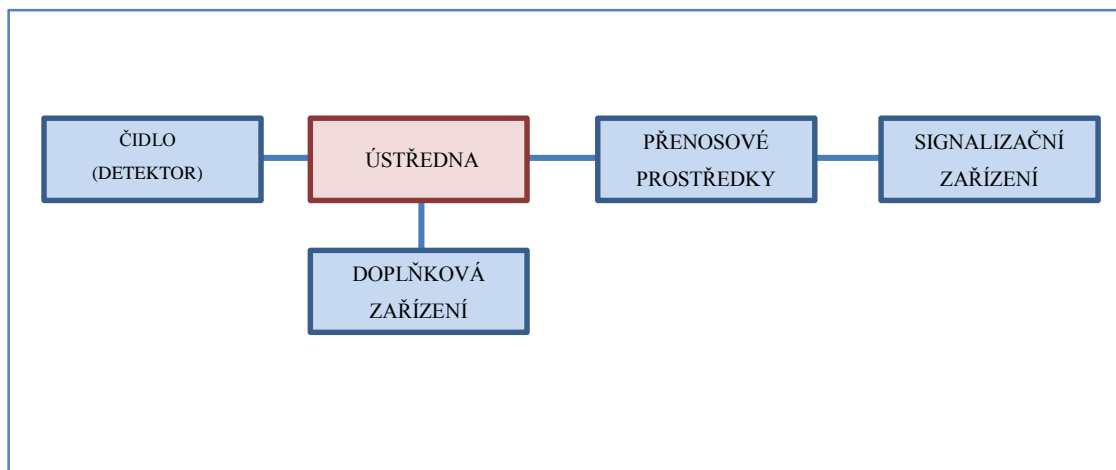 ČIDLO
(DETEKTOR)
ÚSTŘEDNA
PŘENOSOVÉ
PROSTŘEDKY
SIGNALIZAČNÍ
ZAŘÍZENÍ
DOPLŇKOVÁ
ZAŘÍZENÍ